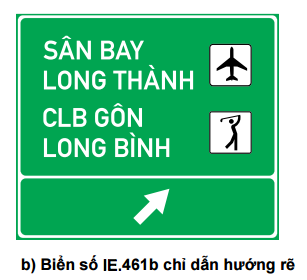 SÂN BAY
LONG THÀNH
CLB GÔN
LONG BÌNH
b) Biển số IE.461b chỉ dẫn hướng rẽ